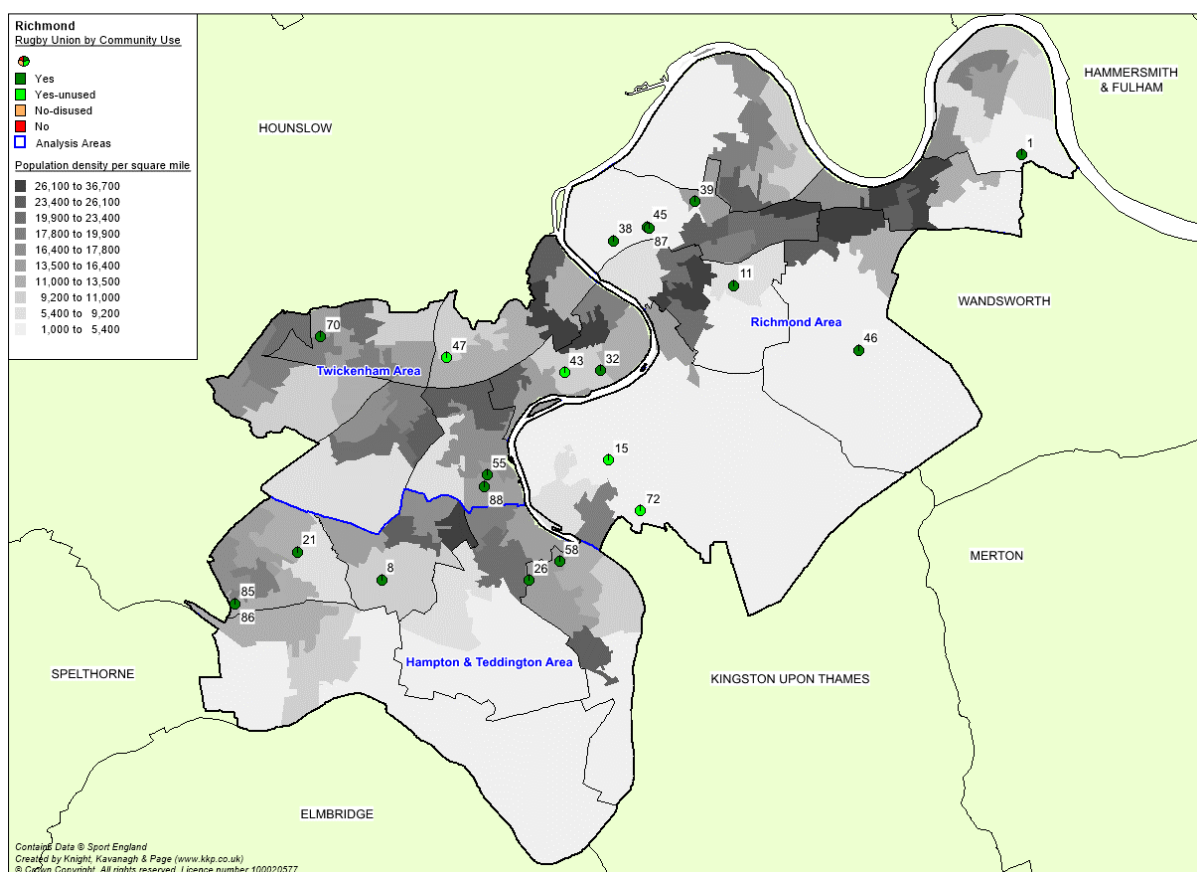 Richmond
Rugby Union by Community Use
Yes
Yes-unused
No-disused
No
Analysis Areas
Population density per square mile
26,100 to 36,700
23,400 to 26,100
19,900 to 23,400
17,800 to 19,900
16,400 to 17,800
13,500 to 16,400
11,000 to 13,500
9,200 to 11,000
5,400 to 9,200
1,000 to 5,400
HAMMERSMITH
& FULHAM
HOUNSLOW
1
39
45
38
87
11
WANDSWORTH
Richmond Area
70
46
47
43
32
Twickenham Area
15
55
88
72
21
58
MERTON
8
26
85
86
Hampton & Teddington Area
SPELTHORNE
KINGSTON UPON THAMES
ELMBRIDGE
Contains Data © Sport England
Created by Knight, Kavanagh & Page (www.kkp.co.uk)
© Crown Copyright. All rights reserved. Licence number 100020577